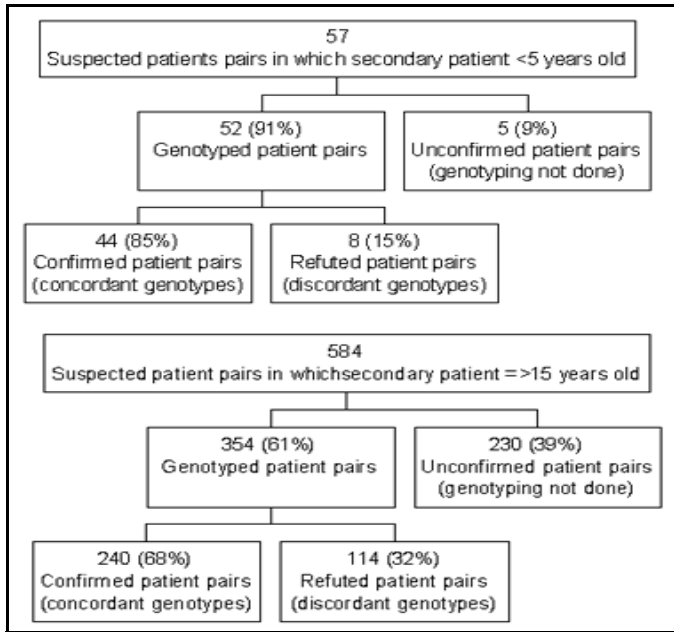 57
Suspected patients pairs in which secondary patient <5 years old
52 (91%)
Genotyped patient pairs
5 (9%)
Unconfirmed patient pairs
(genotyping not done)
44 (85%)
Confirmed patient pairs
(concordant genotypes)
8 (15%)
Refuted patient pairs
(discordant genotypes)
584
Suspected patient pairs in whichsecondary patient =>15 years old
354 (61%)
Genotyped patient pairs
230 (39%)
Unconfirmed patient pairs
(genotyping not done)
240 (68%)
Confirmed patient pairs
(concordant genotypes)
114 (32%)
Refuted patient pairs
(discordant genotypes)